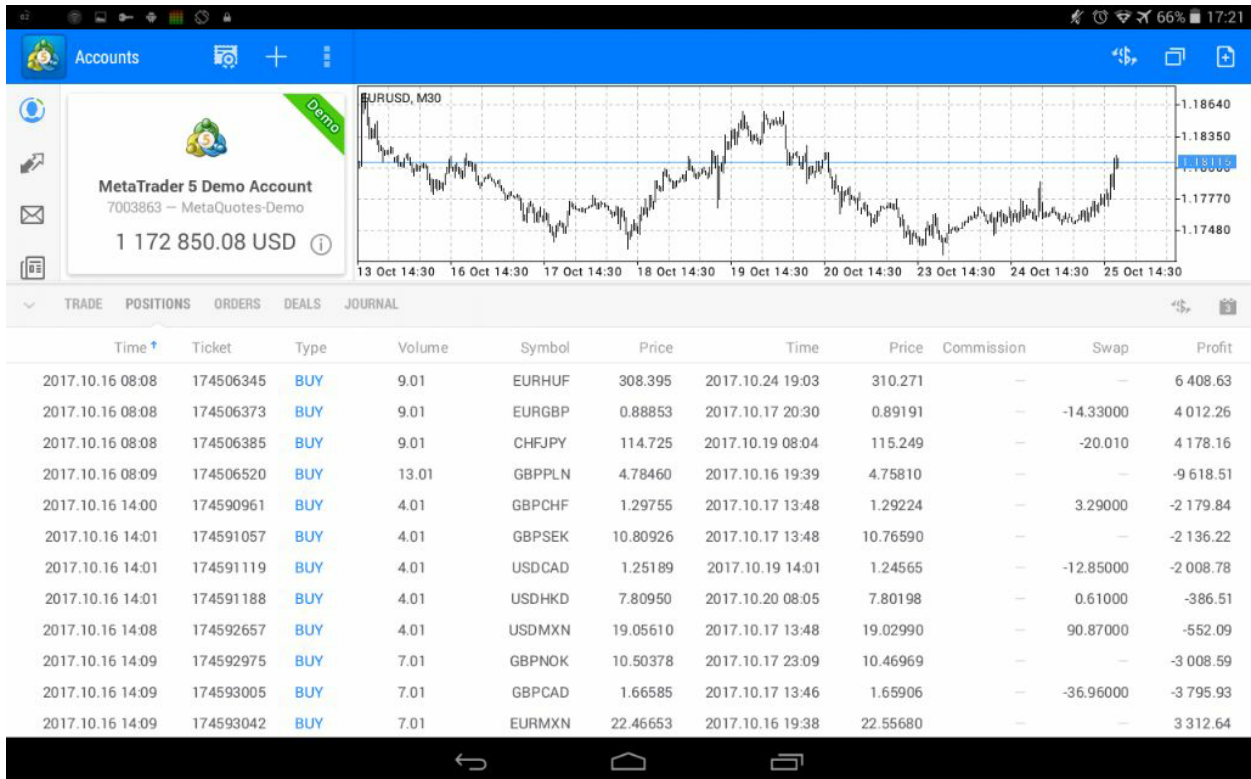 66% 17:21
Accounts
EURUSD, M30
1.18640
1.18350
1.18115
1.17770
1.17480
13 Oct 14:30 16 Oct 14:30 17 Oct 14:30 18 Oct 14:30 19 Oct 14:30 20 Oct 14:30 23 Oct 14:30 24 Oct 14:30 25 Oct 14:30
Demo
MetaTrader 5 Demo Account
7003863 — MetaQuotes-Demo
1 172 850.08 USD
TRADE POSITIONS ORDERS DEALS JOURNAL
Time Ticket Type Volume Symbol Price Time Price Commission Swap Profit
2017.10.16 08:08 174506345 BUY 9.01 EURHUF 308.395 2017.10.24 19:03 310.271 — — 6 408.63
2017.10.16 08:08 174506373 BUY 9.01 EURGBP 0.88853 2017.10.17 20:30 0.89191 — -14.33000 4 012.26
2017.10.16 08:08 174506385 BUY 9.01 CHFJPY 114.725 2017.10.19 08:04 115.249 — -20.010 4 178.16
2017.10.16 08:09 174506520 BUY 13.01 GBPPLN 4.78460 2017.10.16 19:39 4.75810 — — -9 618.51
2017.10.16 14:00 174590961 BUY 4.01 GBPCHF 1.29755 2017.10.17 13:48 1.29224 — 3.29000 -2 179.84
2017.10.16 14:01 174591057 BUY 4.01 GBPSEK 10.80926 2017.10.17 13:48 10.76590 — — -2 136.22
2017.10.16 14:01 174591119 BUY 4.01 USDCAD 1.25189 2017.10.19 14:01 1.24565 — -12.85000 -2 008.78
2017.10.16 14:01 174591188 BUY 4.01 USDHKD 7.80950 2017.10.20 08:05 7.80198 — 0.61000 -386.51
2017.10.16 14:08 174592657 BUY 4.01 USDMXN 19.05610 2017.10.17 13:48 19.02990 — 90.87000 -552.09
2017.10.16 14:09 174592975 BUY 7.01 GBPNOK 10.50378 2017.10.17 23:09 10.46969 — — -3 008.59
2017.10.16 14:09 174593005 BUY 7.01 GBPCAD 1.66585 2017.10.17 13:46 1.65906 — -36.96000 -3 795.93
2017.10.16 14:09 174593042 BUY 7.01 EURMXN 22.46653 2017.10.16 19:38 22.55680 — — 3 312.64